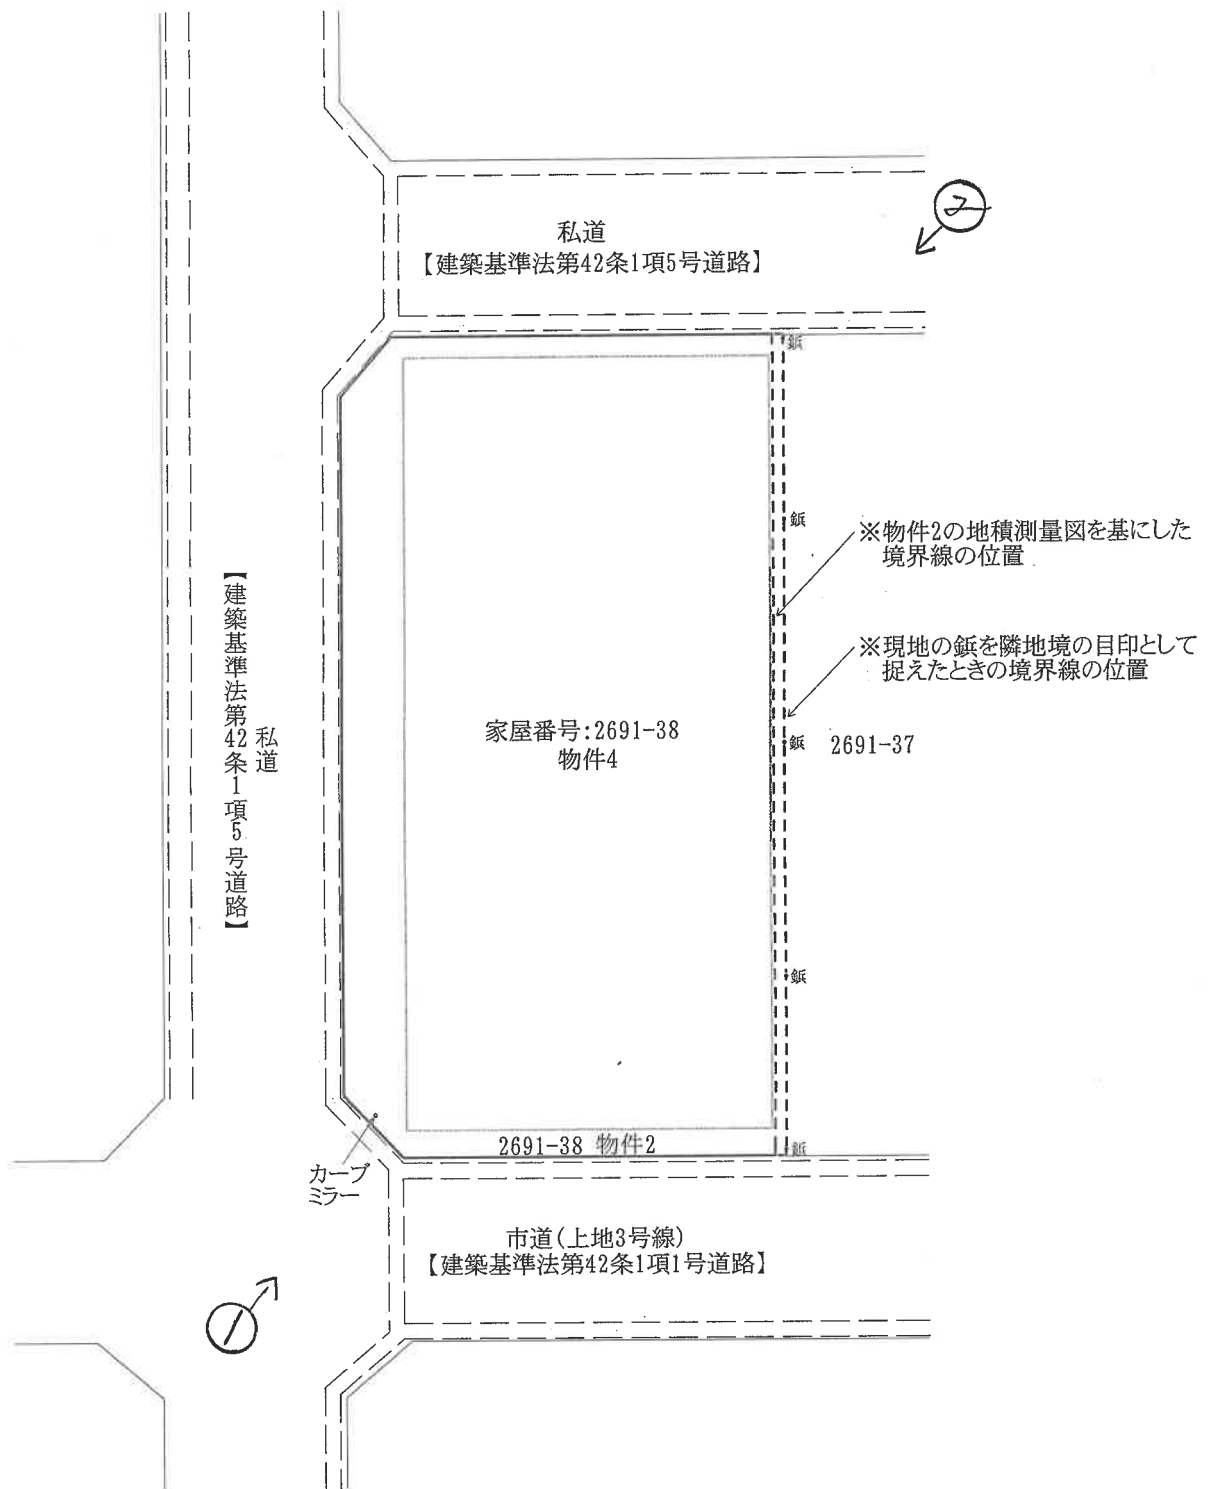 私道
【建築基準法第42条1項5号道路】
2
鋲
鋲
※物件2の地積測量図を基にした
境界線の位置
※現地の鋲を隣地境の目印として
捉えたときの境界線の位置
私道
【建築基準法第42条1項5号道路】
家屋番号:2691-38
物件4
鋲
2691-37
鋲
2691-38 物件2
鋲
カーブ
ミラー
市道(上地3号線)
【建築基準法第42条1項1号道路】
1